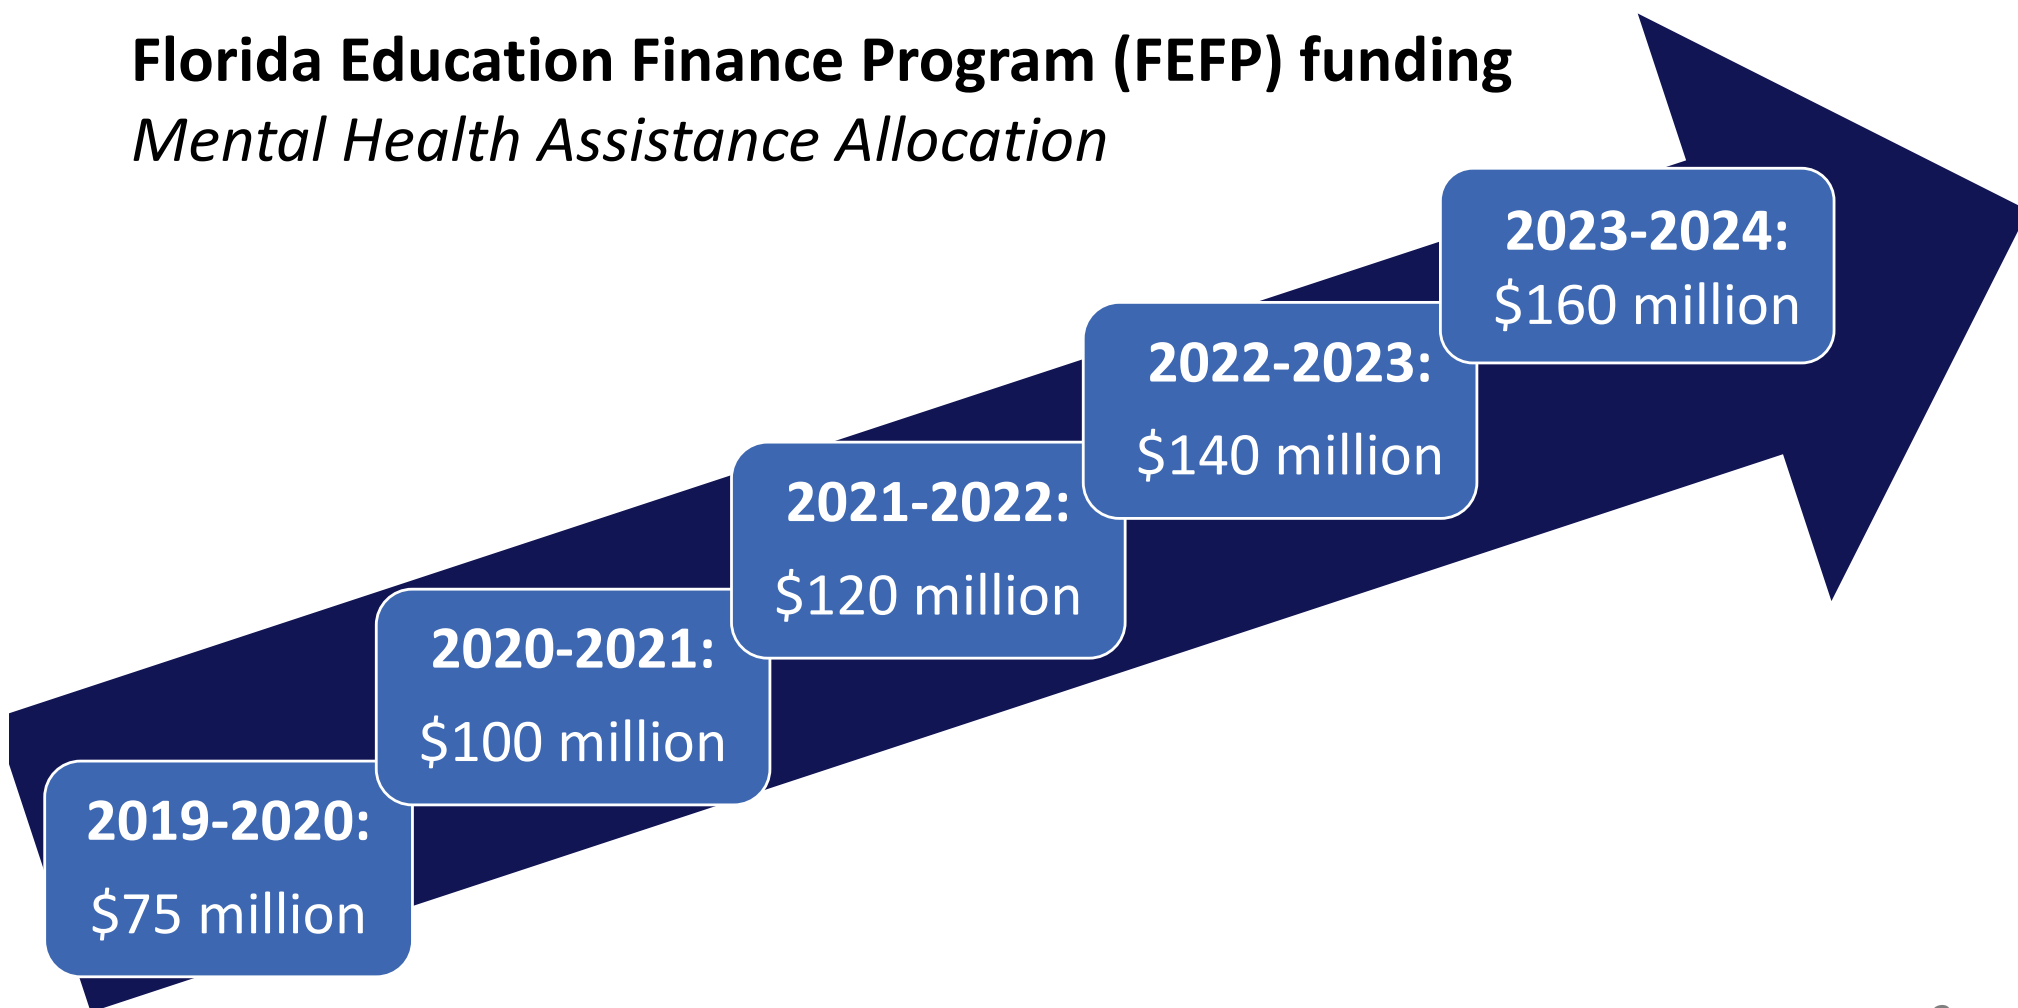 Florida Education Finance Program (FEFP) funding
Mental Health Assistance Allocation
2023-2024:
$160 million
2022-2023:
$140 million
2021-2022:
$120 million
2020-2021:
$100 million
2019-2020:
$75 million